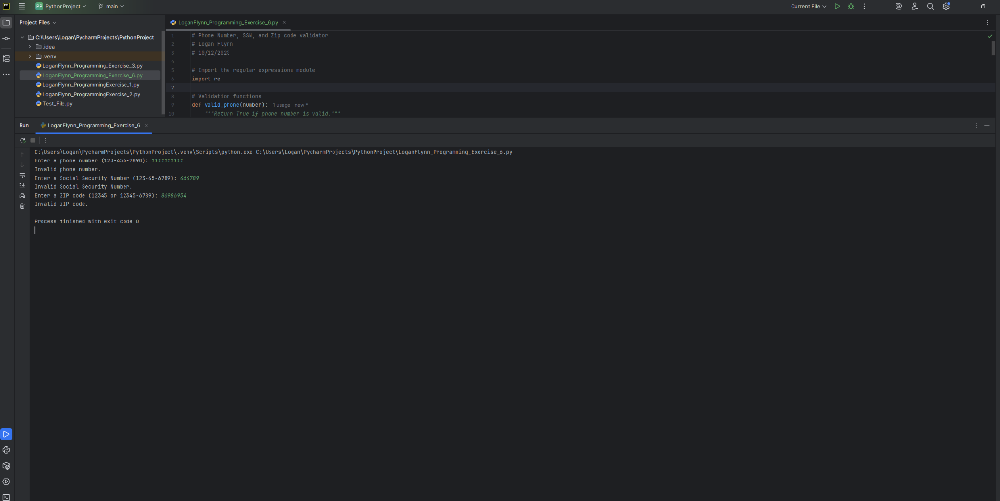 PC PP PythonProject main Current File
Project Files
C:\Users\Logan\PycharmProjects\PythonProject
.idea
.venv
LoganFlynn_Programming_Exercise_3.py
LoganFlynn_Programming_Exercise_6.py
LoganFlynn_ProgrammingExercise_1.py
LoganFlynn_ProgrammingExercise_2.py
Test_File.py
LoganFlynn_Programming_Exercise_6.py
1 # Phone Number, SSN, and Zip code validator
2 # Logan Flynn
3 # 10/12/2025
4
5 # Import the regular expressions module
6 import re
7
8 # Validation functions
9 def valid_phone(number): 1 usage new *
10 """Return True if phone number is valid."""
Run LoganFlynn_Programming_Exercise_6
C:\Users\Logan\PycharmProjects\PythonProject\.venv\Scripts\python.exe C:\Users\Logan\PycharmProjects\PythonProject\LoganFlynn_Programming_Exercise_6.py
Enter a phone number (123-456-7890): 1111111111
Invalid phone number.
Enter a Social Security Number (123-45-6789): 464789
Invalid Social Security Number.
Enter a ZIP code (12345 or 12345-6789): 86986954
Invalid ZIP code.
Process finished with exit code 0